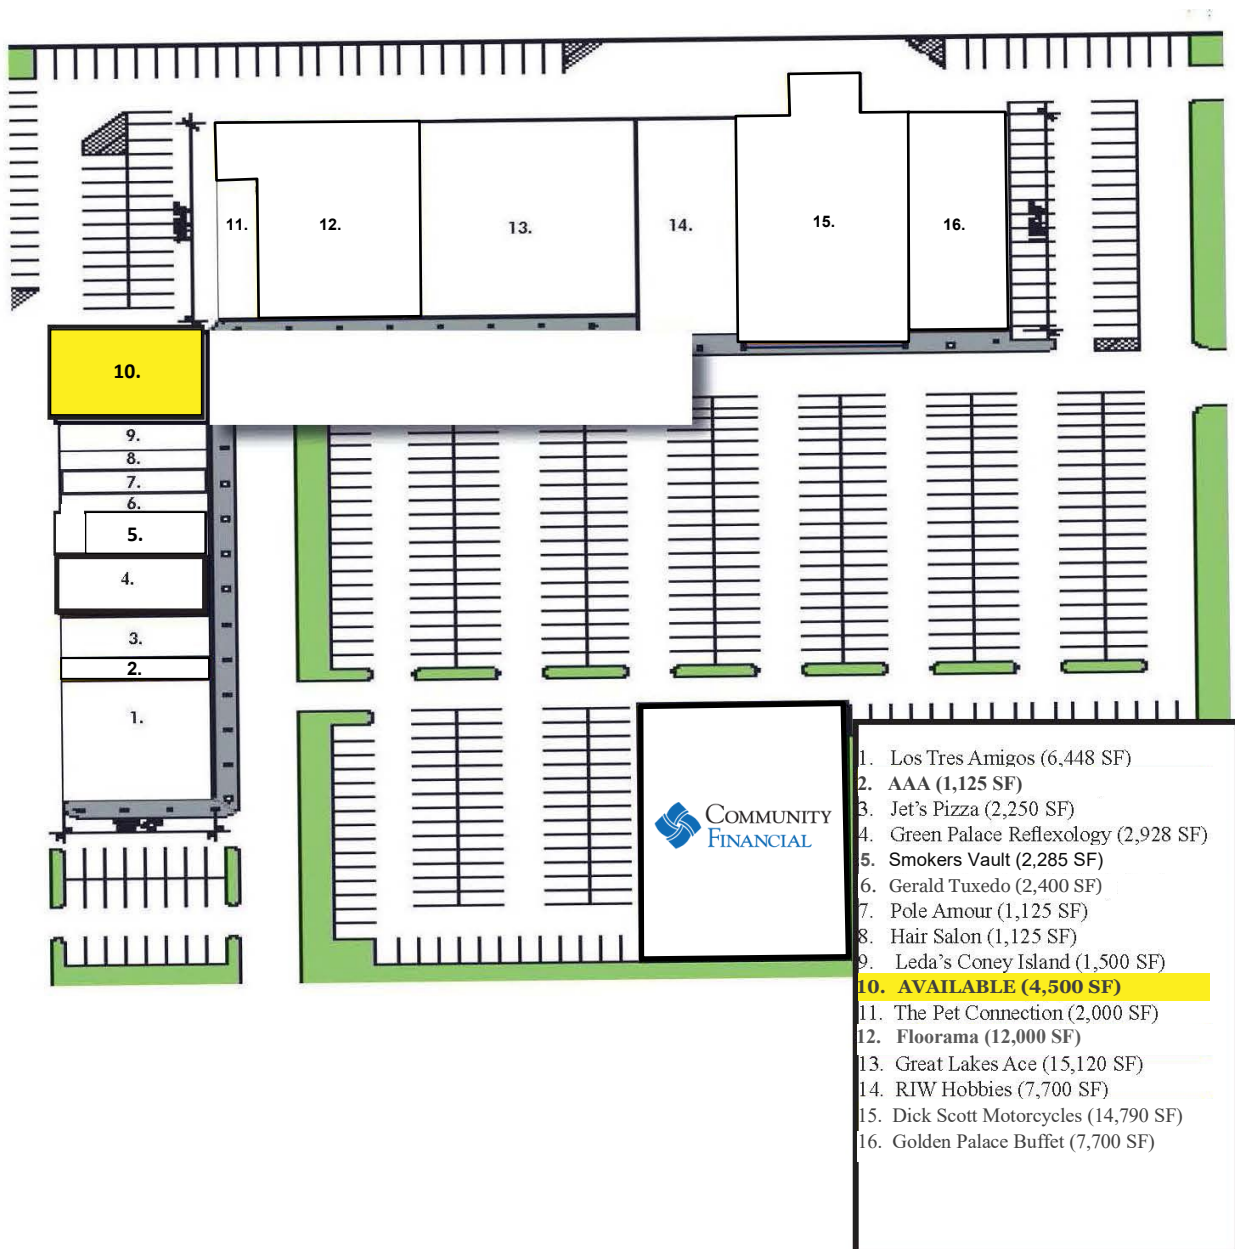 11.
12.
13.
14.
15.
16.
10.
9.
8.
7.
6.
5.
4.
3.
2.
1.
COMMUNITY
FINANCIAL
1. Los Tres Amigos (6,448 SF)
2. AAA (1,125 SF)
3. Jet's Pizza (2,250 SF)
4. Green Palace Reflexology (2,928 SF)
5. Smokers Vault (2,285 SF)
6. Gerald Tuxedo (2,400 SF)
7. Pole Amour (1,125 SF)
8. Hair Salon (1,125 SF)
9. Leda's Coney Island (1,500 SF)
10. AVAILABLE (4,500 SF)
11. The Pet Connection (2,000 SF)
12. Floorama (12,000 SF)
13. Great Lakes Ace (15,120 SF)
14. RIW Hobbies (7,700 SF)
15. Dick Scott Motorcycles (14,790 SF)
16. Golden Palace Buffet (7,700 SF)